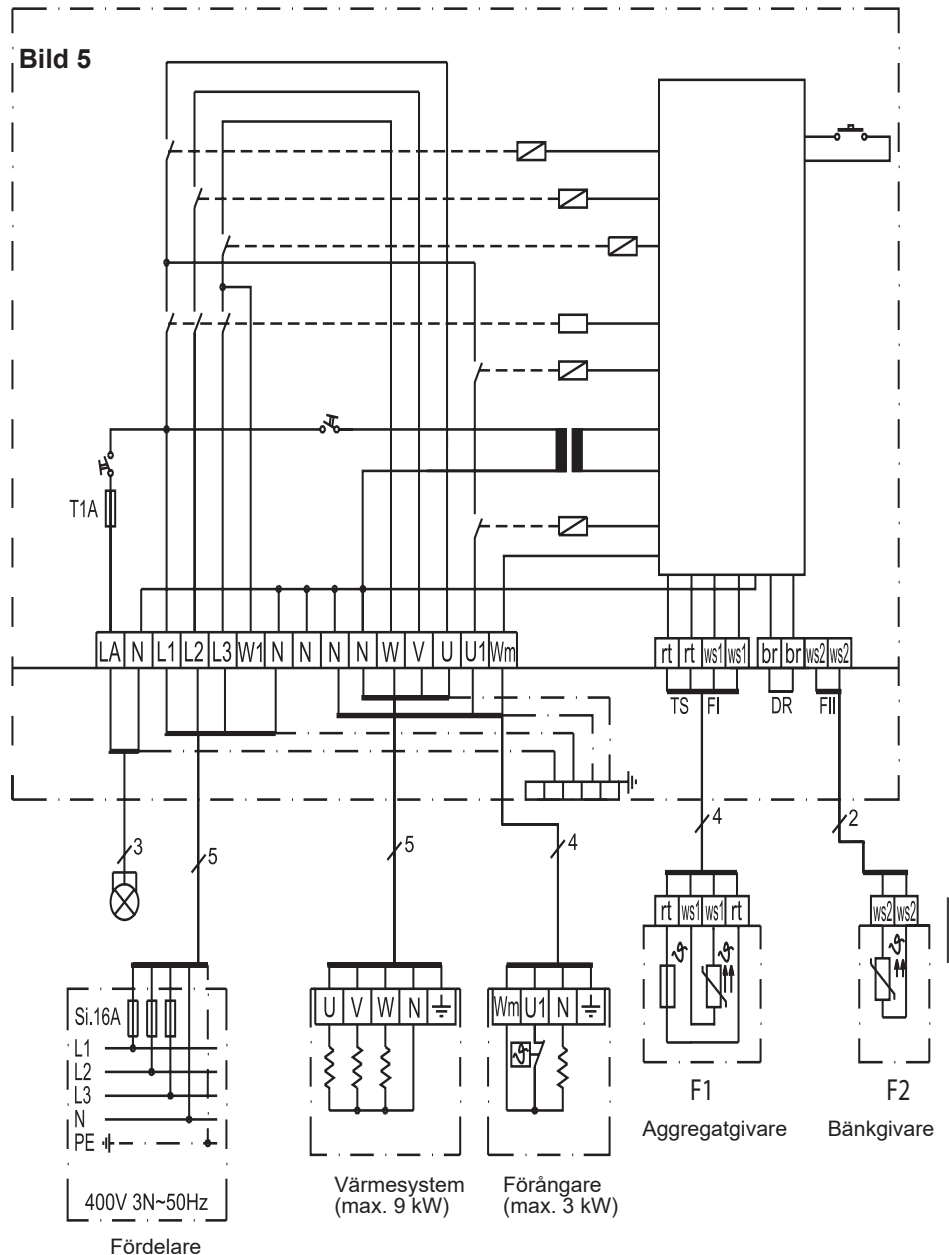 Bild 5
T1A
LA N L1 L2 L3 W1 N N N N W V U U1 Wm
rt rt ws1 ws1 br br ws2 ws2
TS FI DR FII
3
5
5
4
4
2
rt ws1 ws1 rt
ws2 ws2
U V W N
Wm U1 N
Si.16A
L1
L2
L3
N
PE
400V 3N~50Hz
Fördelare
Värmesystem
(max. 9 kW)
Förångare
(max. 3 kW)
ϑ
ϑ
ϑ
F1
Aggregatgivare
F2
Bänkgivare